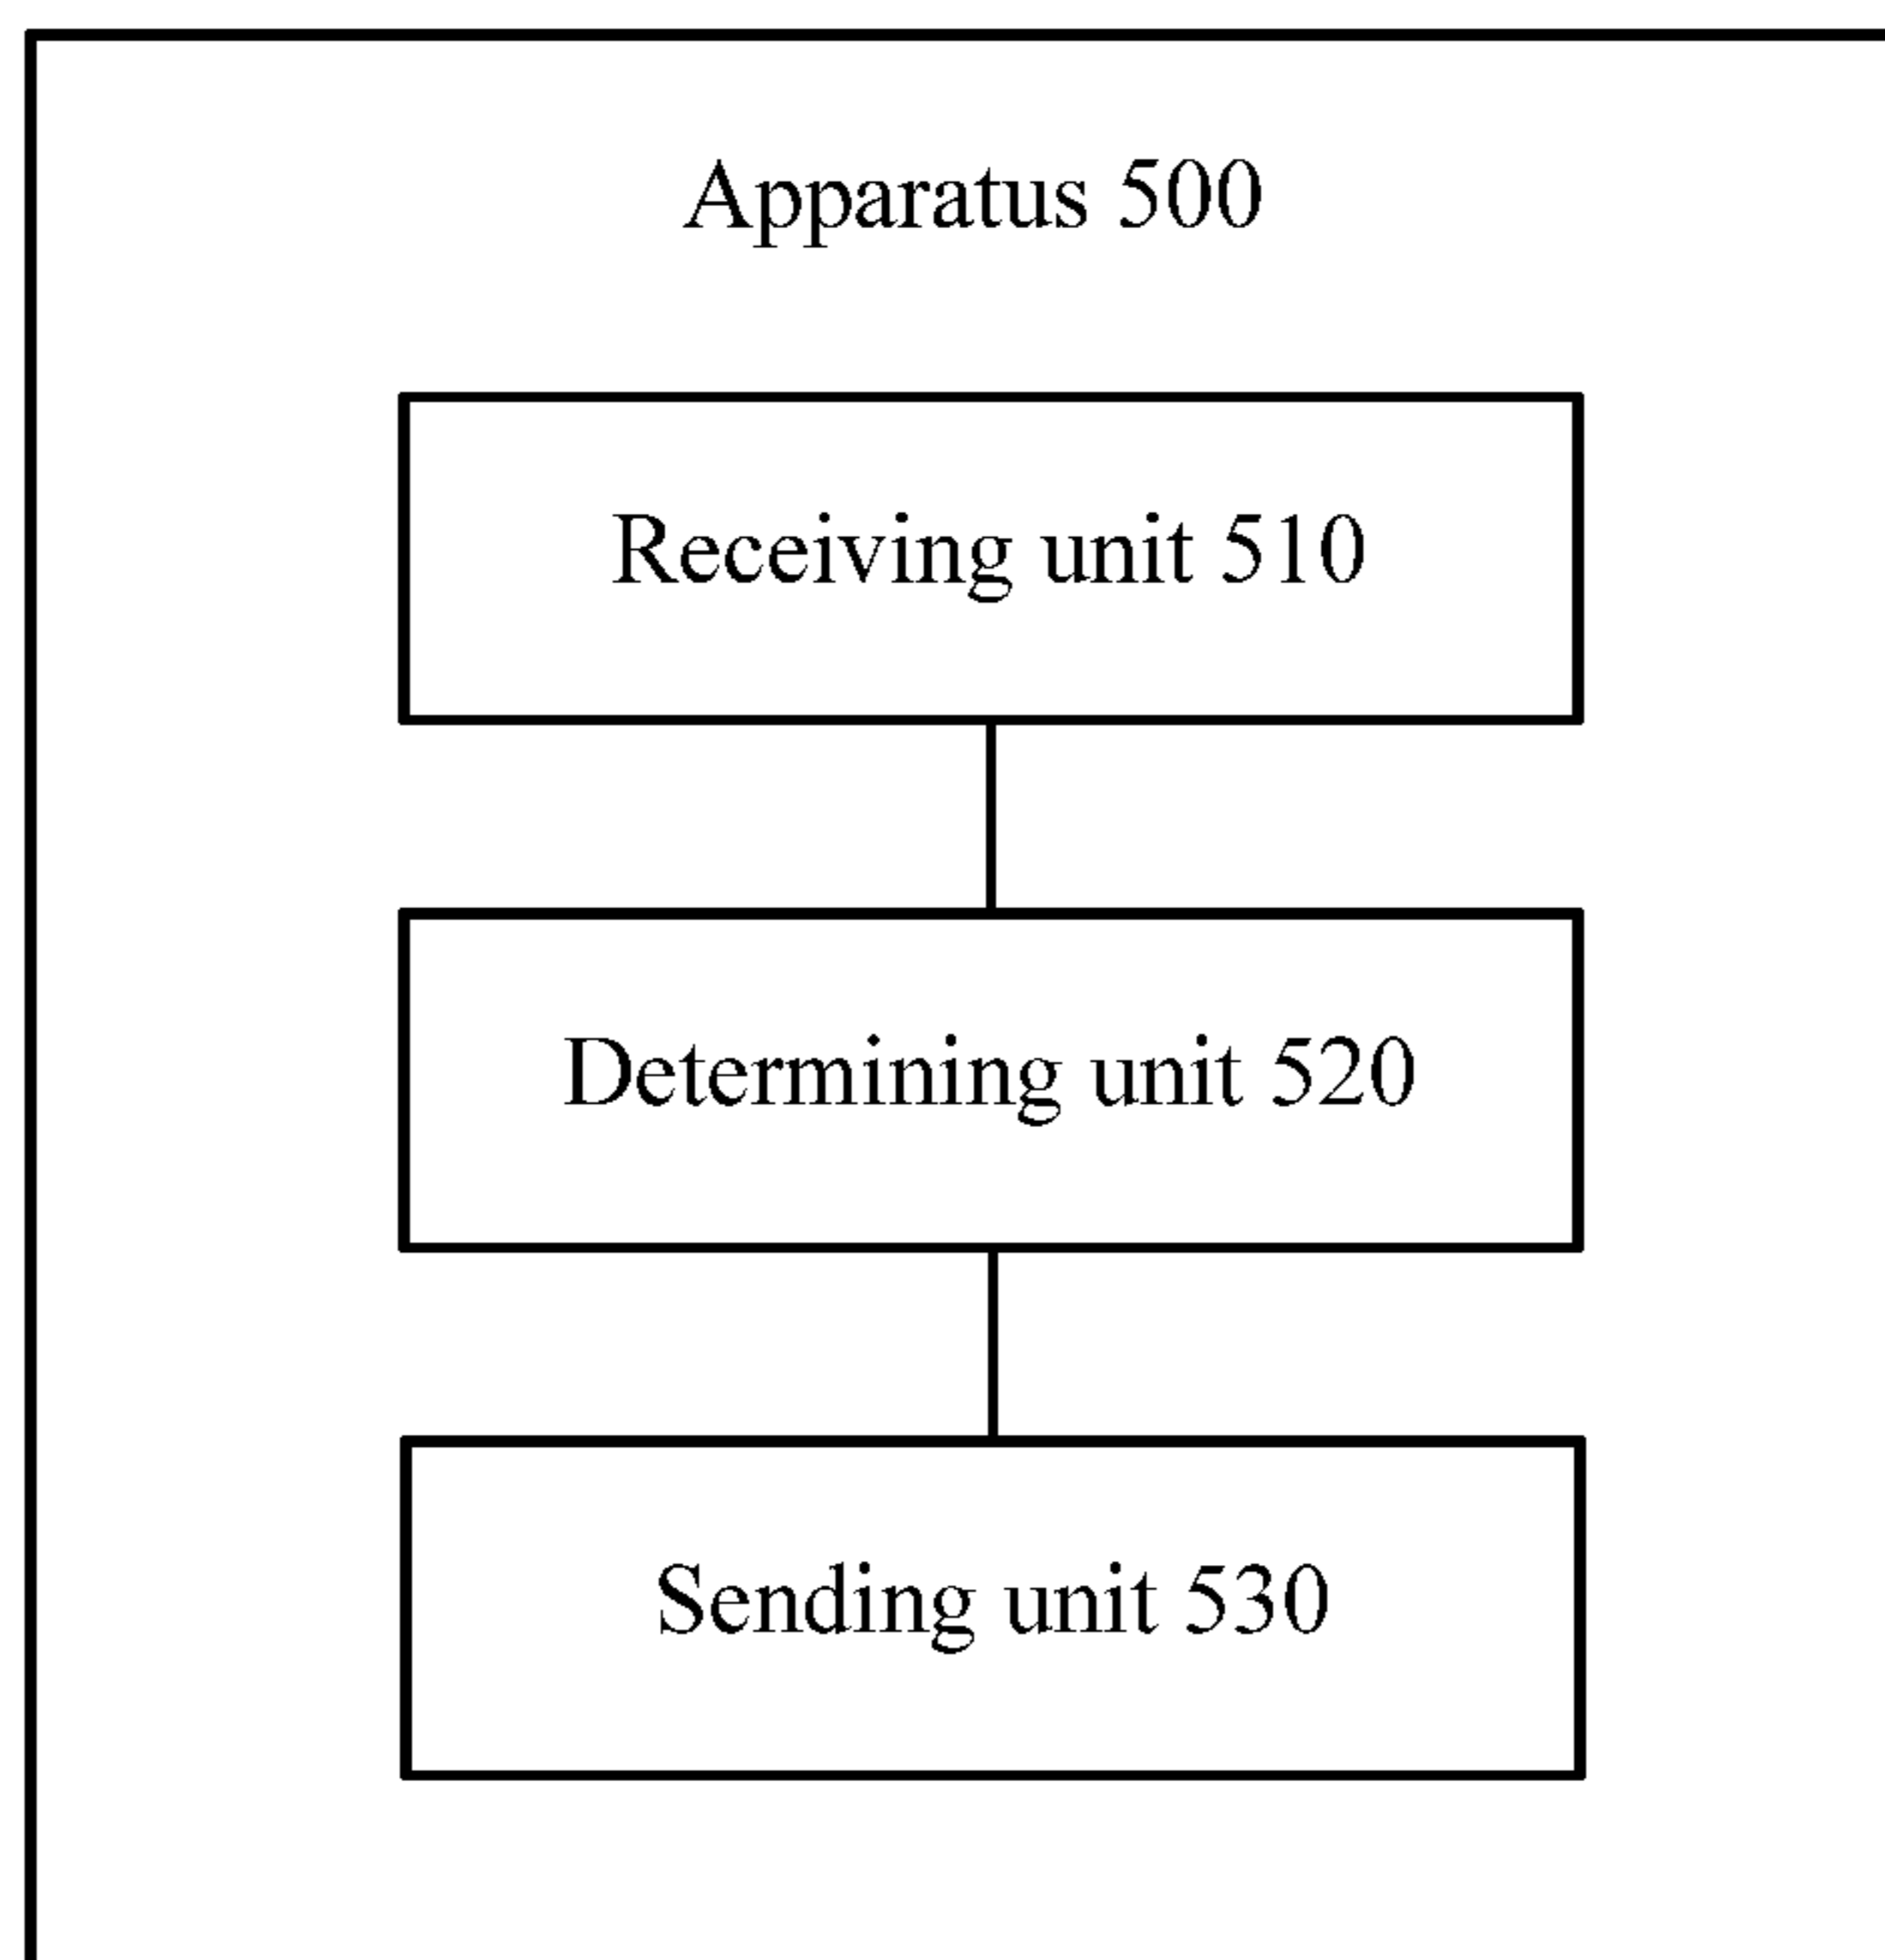 Apparatus 500
Receiving unit 510
Determining unit 520
Sending unit 530